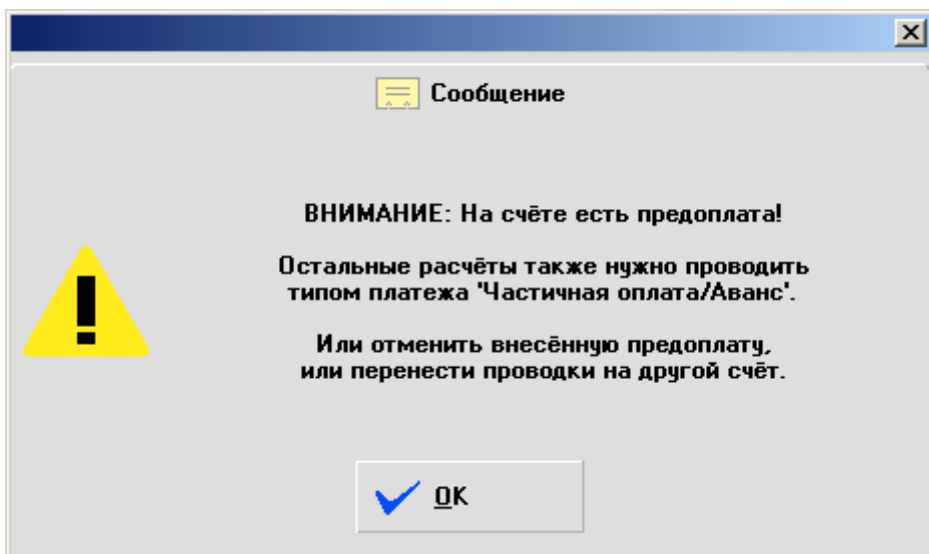 Сообщение
ВНИМАНИЕ: На счёте есть предоплата!
Остальные расчёты также нужно проводить
типом платежа 'Частичная оплата/Аванс'.
Или отменить внесённую предоплату,
или перенести проводки на другой счёт.
OK